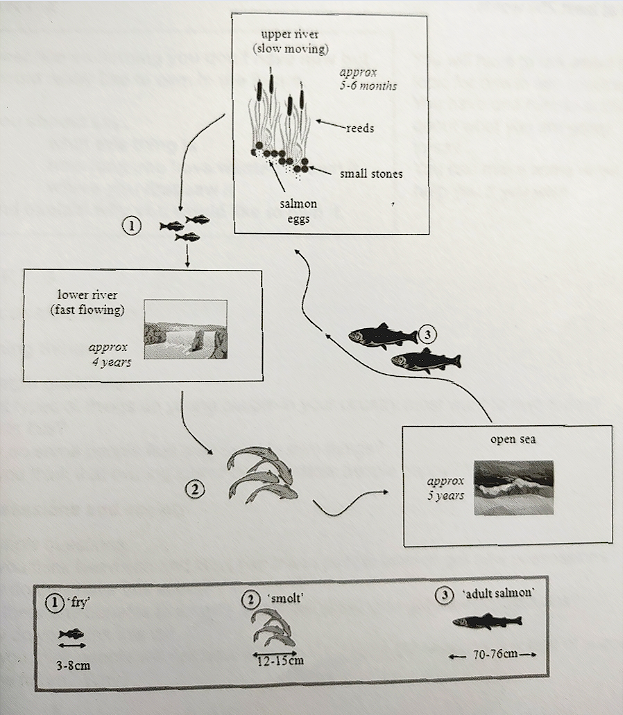 upper river
(slow moving)
approx
5-6 months
reeds
small stones
salmon
eggs
1
lower river
(fast flowing)
approx
4 years
3
open sea
approx
5 years
2
1 'fry'
3-8cm
2 'smolt'
12-15cm
3 'adult salmon'
70-76cm